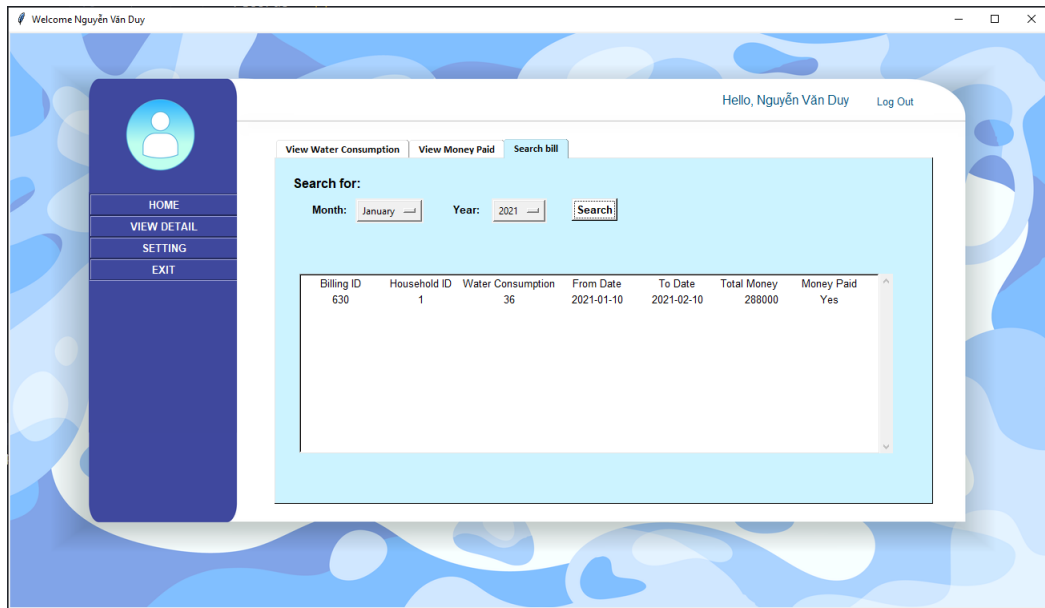 Welcome Nguyễn Văn Duy
Hello, Nguyễn Văn Duy Log Out
View Water Consumption View Money Paid Search bill
Search for:
Month: January Year: 2021 Search
HOME
VIEW DETAIL
SETTING
EXIT
Billing ID Household ID Water Consumption From Date To Date Total Money Money Paid
630 1 36 2021-01-10 2021-02-10 288000 Yes